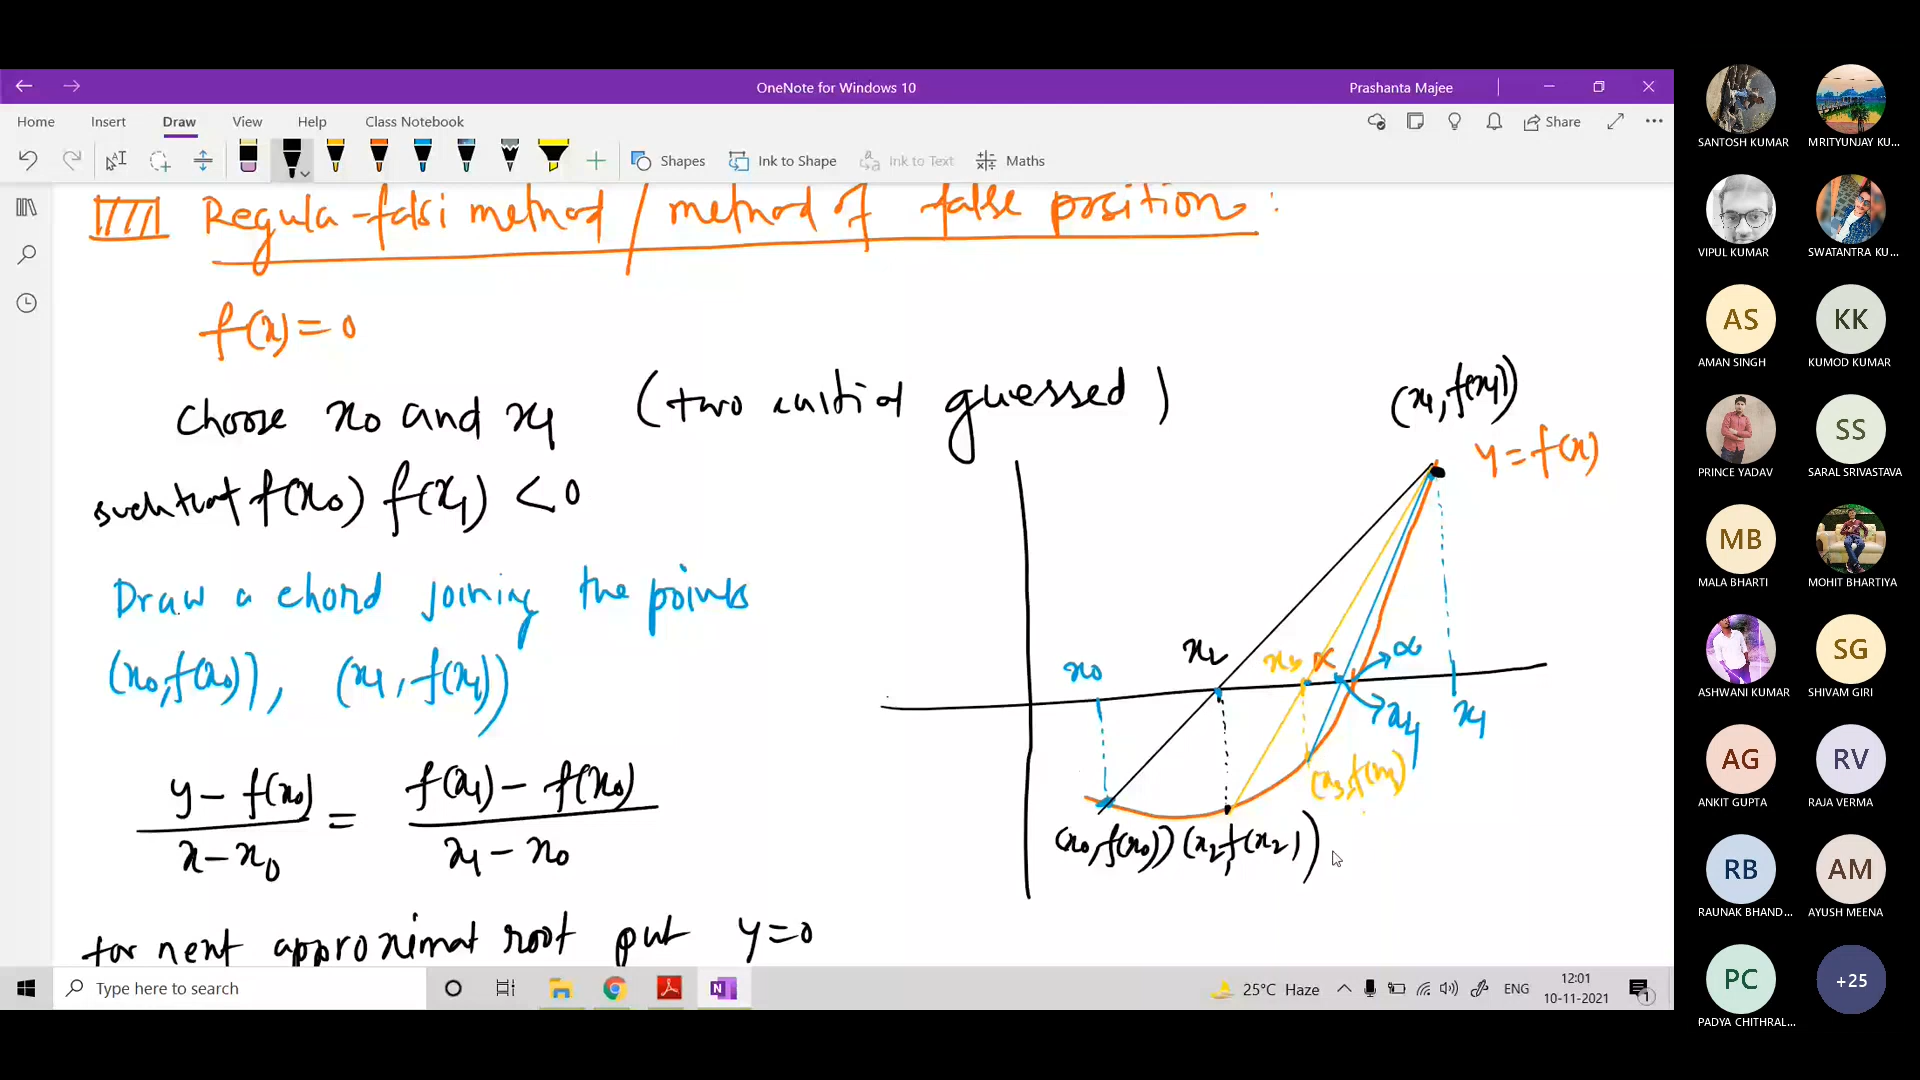 OneNote for Windows 10
Prashanta Majee
Home Insert Draw View Help Class Notebook
Share
Shapes Ink to Shape Ink to Text Maths
Regula-falsi method / method of false position :
f(x) = 0
choose x0 and x1 (two initial guessed)
such that f(x0) f(x1) < 0
Draw a chord joining the points
(x0, f(x0)), (x1, f(x1))
y - f(x0) / x - x0 = f(x1) - f(x0) / x1 - x0
for next approximat root put y=0
(x1, f(x1))
y = f(x)
x0
x2
x3
α
x4
x1
(x3, f(x3))
(x0, f(x0)) (x2, f(x2))
SANTOSH KUMAR
MRITYUNJAY KU...
VIPUL KUMAR
SWATANTRA KU...
AS
AMAN SINGH
KK
KUMOD KUMAR
PRINCE YADAV
SS
SARAL SRIVASTAVA
MB
MALA BHARTI
MOHIT BHARTIYA
ASHWANI KUMAR
SG
SHIVAM GIRI
AG
ANKIT GUPTA
RV
RAJA VERMA
RB
RAUNAK BHAND...
AM
AYUSH MEENA
PC
PADYA CHITHRAL...
+25
Type here to search
25°C Haze
ENG
12:01
10-11-2021
1